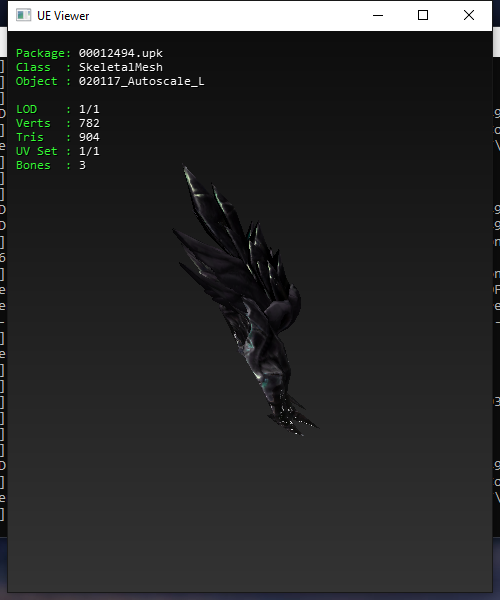 UE Viewer
Package: 00012494.upk
Class : SkeletalMesh
Object : 020117_Autoscale_L
LOD : 1/1
Verts : 782
Tris : 904
UV Set : 1/1
Bones : 3